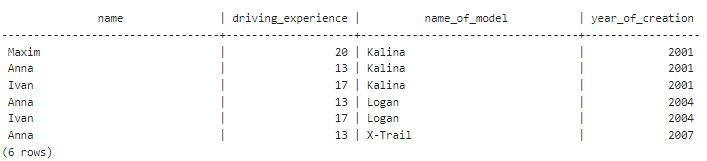 name | driving_experience | name_of_model | year_of_creation
Maxim | 20 | Kalina | 2001
Anna | 13 | Kalina | 2001
Ivan | 17 | Kalina | 2001
Anna | 13 | Logan | 2004
Ivan | 17 | Logan | 2004
Anna | 13 | X-Trail | 2007
(6 rows)